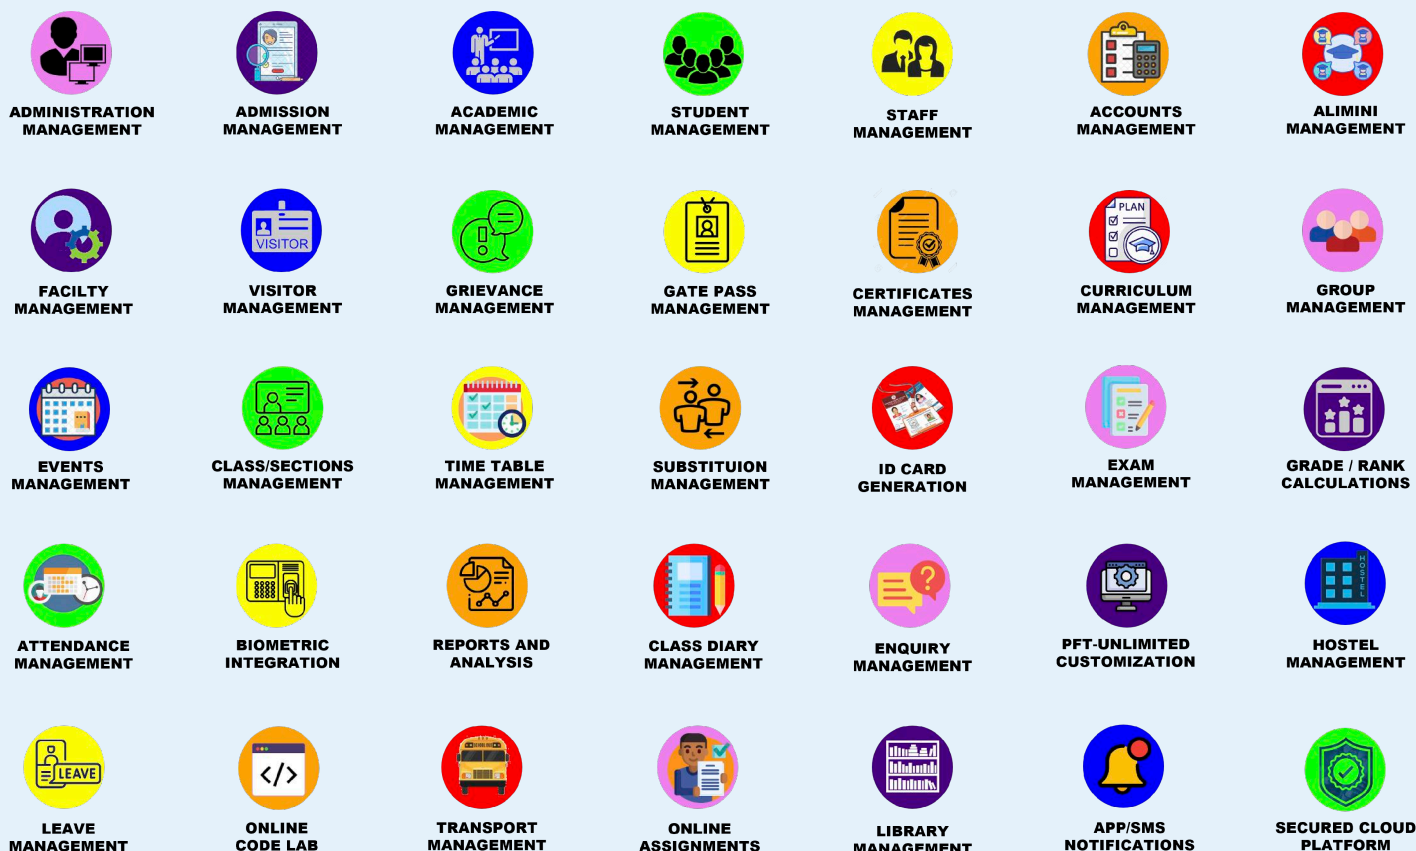 ADMINISTRATION
MANAGEMENT
ADMISSION
MANAGEMENT
ACADEMIC
MANAGEMENT
STUDENT
MANAGEMENT
STAFF
MANAGEMENT
ACCOUNTS
MANAGEMENT
ALIMINI
MANAGEMENT
VISITOR
PLAN
FACILTY
MANAGEMENT
VISITOR
MANAGEMENT
GRIEVANCE
MANAGEMENT
GATE PASS
MANAGEMENT
CERTIFICATES
MANAGEMENT
CURRICULUM
MANAGEMENT
GROUP
MANAGEMENT
EVENTS
MANAGEMENT
CLASS/SECTIONS
MANAGEMENT
TIME TABLE
MANAGEMENT
SUBSTITUION
MANAGEMENT
ID CARD
GENERATION
EXAM
MANAGEMENT
GRADE / RANK
CALCULATIONS
HOSTEL
ATTENDANCE
MANAGEMENT
BIOMETRIC
INTEGRATION
REPORTS AND
ANALYSIS
CLASS DIARY
MANAGEMENT
ENQUIRY
MANAGEMENT
PFT-UNLIMITED
CUSTOMIZATION
HOSTEL
MANAGEMENT
LEAVE
SCHOOL BUS
LEAVE
MANAGEMENT
ONLINE
CODE LAB
TRANSPORT
MANAGEMENT
ONLINE
ASSIGNMENTS
LIBRARY
MANAGEMENT
APP/SMS
NOTIFICATIONS
SECURED CLOUD
PLATFORM